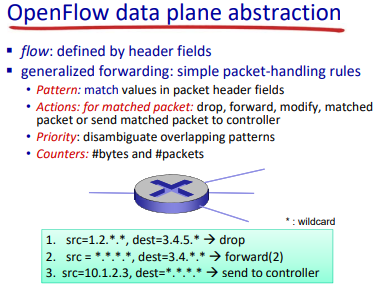 OpenFlow data plane abstraction
▪ flow: defined by header fields
▪ generalized forwarding: simple packet-handling rules
• Pattern: match values in packet header fields
• Actions: for matched packet: drop, forward, modify, matched
packet or send matched packet to controller
• Priority: disambiguate overlapping patterns
• Counters: #bytes and #packets
* : wildcard
1. src=1.2.*.*, dest=3.4.5.* → drop
2. src = *.*.*.*, dest=3.4.*.* → forward(2)
3. src=10.1.2.3, dest=*.*.*.* → send to controller